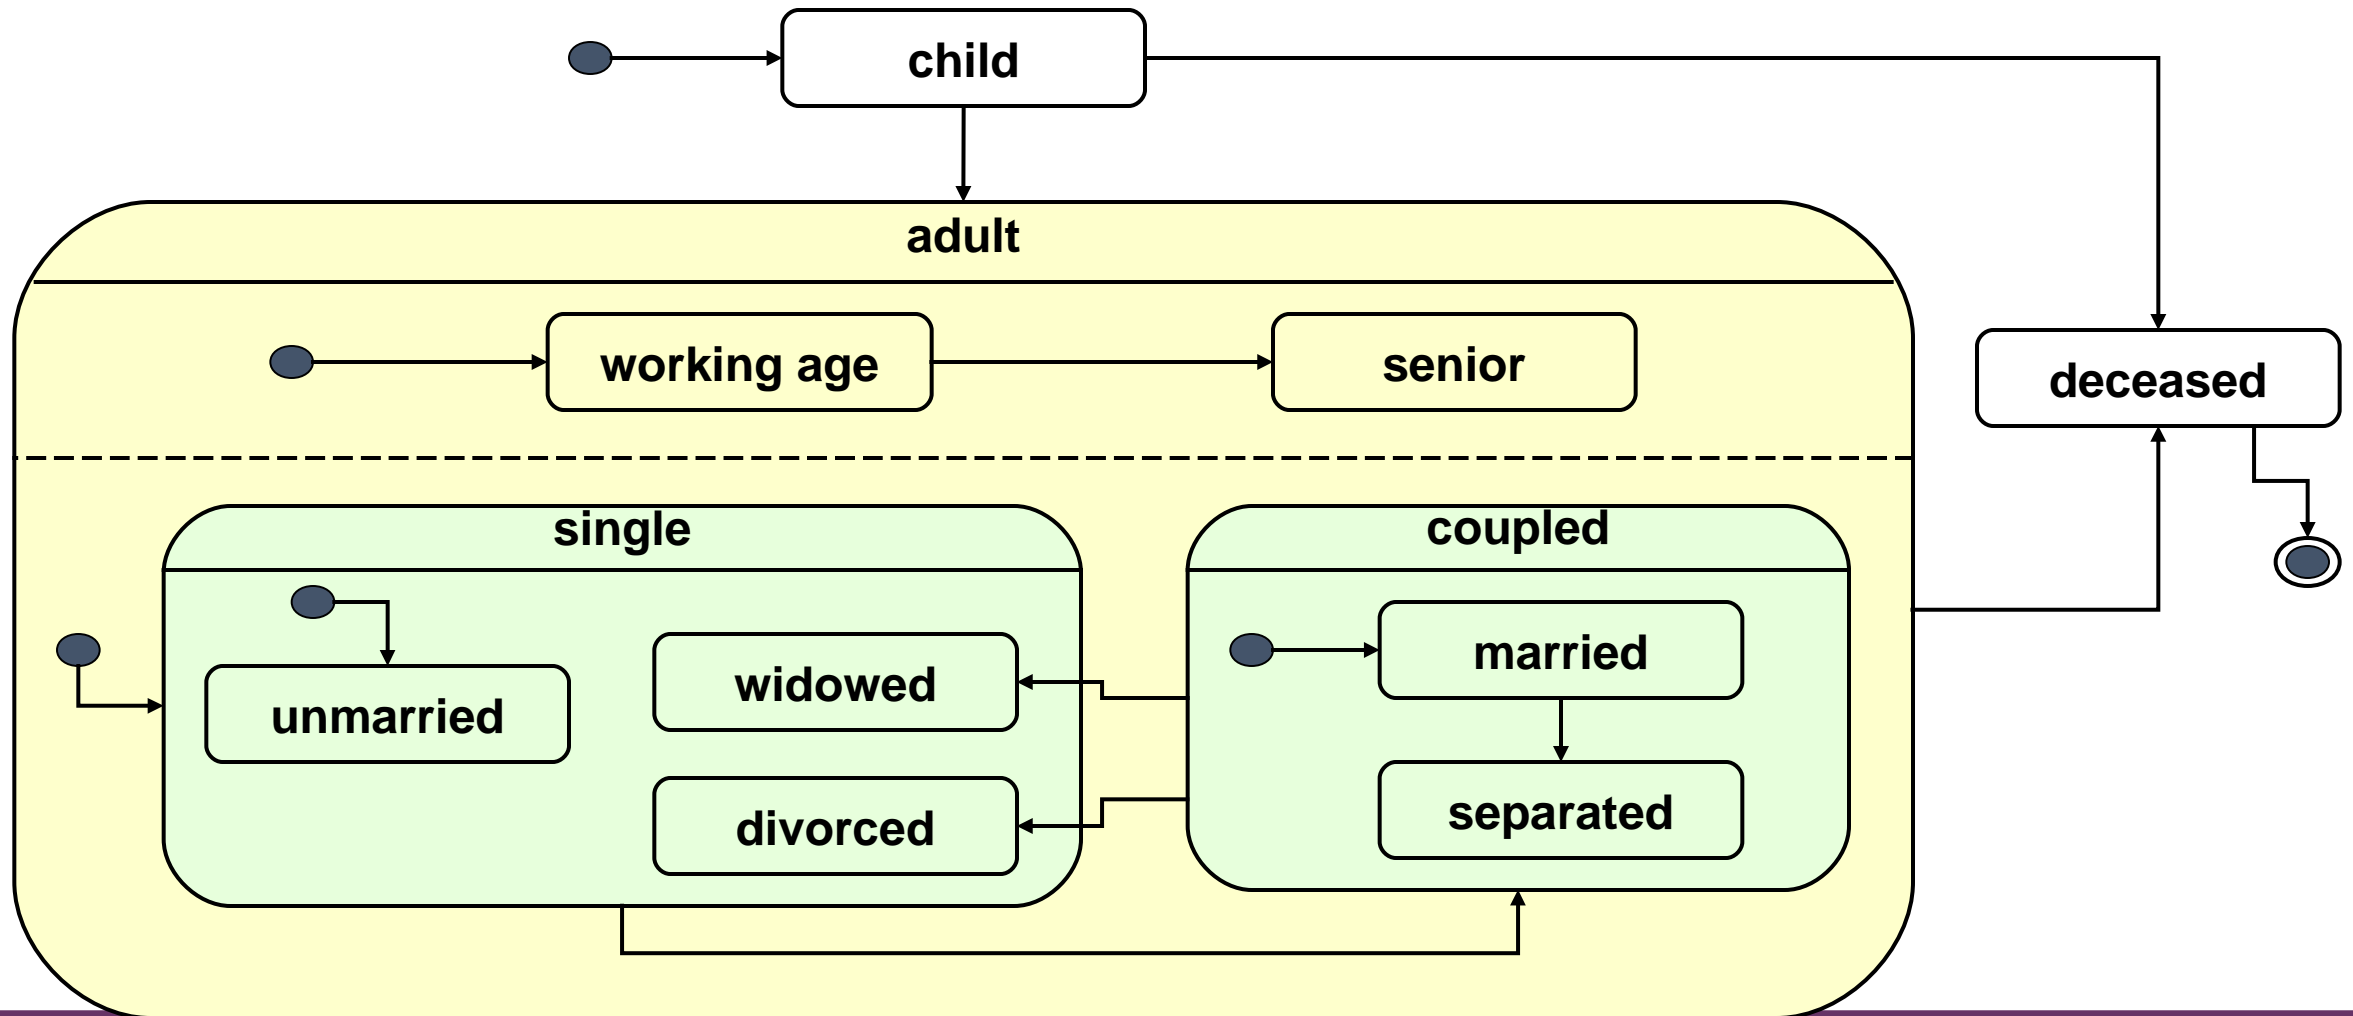 child
adult
working age
senior
deceased
single
coupled
unmarried
widowed
divorced
married
separated